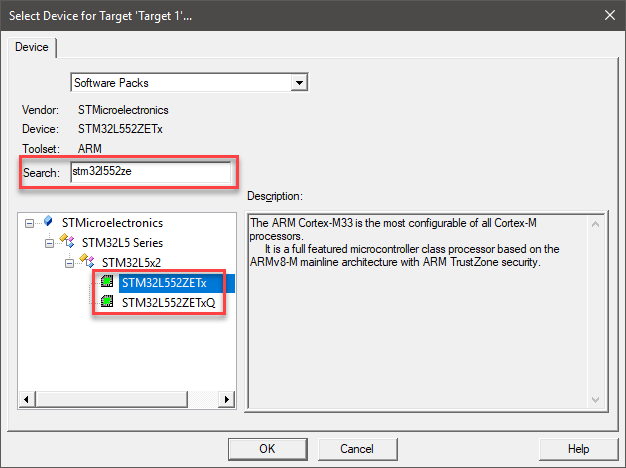 Select Device for Target 'Target 1'...
Device
Software Packs
Vendor: STMicroelectronics
Device: STM32L552ZETx
Toolset: ARM
Search: stm32l552ze
Description:
STMicroelectronics
STM32L5 Series
STM32L5x2
STM32L552ZETx
STM32L552ZETxQ
The ARM Cortex-M33 is the most configurable of all Cortex-M
processors.
It is a full featured microcontroller class processor based on the
ARMv8-M mainline architecture with ARM TrustZone security.
OK
Cancel
Help